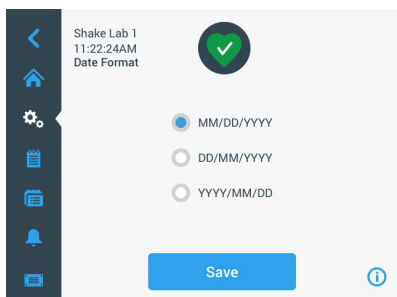 Shake Lab 1
11:22:24AM
Date Format
MM/DD/YYYY
DD/MM/YYYY
YYYY/MM/DD
Save